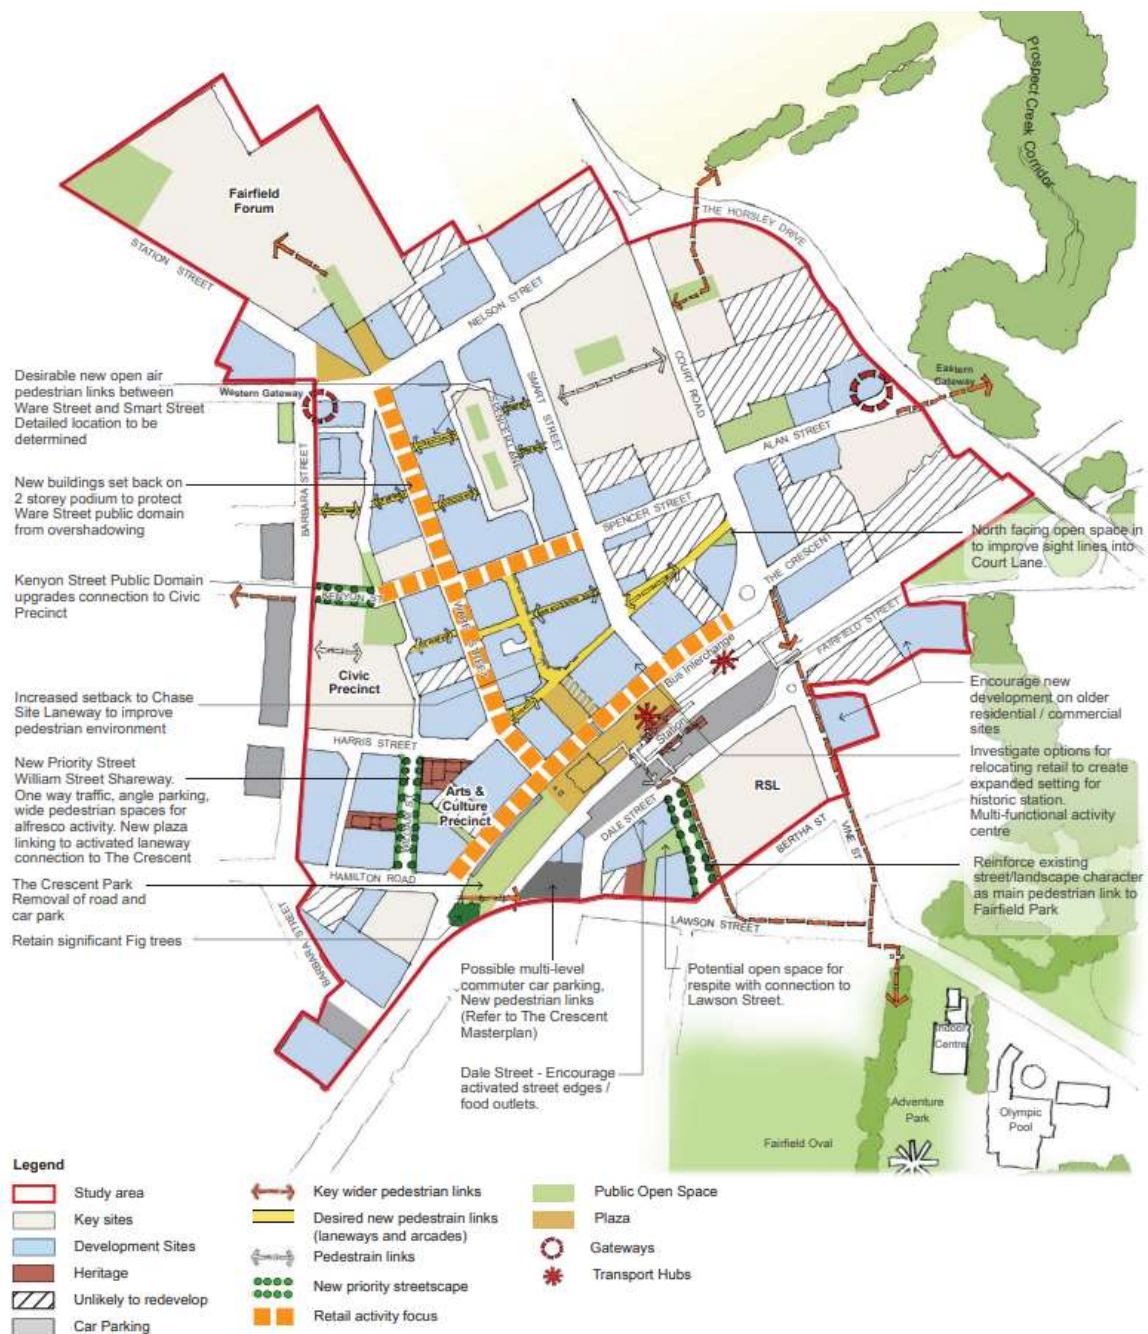 Prospect Creek Corridor
THE HORSLEY DRIVE
Fairfield
Forum
STATION STREET
NELSON STREET
COURT ROAD
SMART STREET
Eastern
Gateway
ALAN STREET
Western Gateway
Desirable new open air
pedestrian links between
Ware Street and Smart Street
Detailed location to be
determined
BARBARA STREET
New buildings set back on
2 storey podium to protect
Ware Street public domain
from overshadowing
SPENCER STREET
THE CRESCENT
North facing open space in
to improve sight lines into
Court Lane.
Kenyon Street Public Domain
upgrades connection to Civic
Precinct
KENYON ST
WARE STREET
FAIRFIELD STREET
Bus Interchange
Station
Civic
Precinct
Increased setback to Chase
Site Laneway to improve
pedestrian environment
HARRIS STREET
Encourage new
development on older
residential / commercial
sites
New Priority Street
William Street Shareway.
One way traffic, angle parking,
wide pedestrian spaces for
alfresco activity. New plaza
linking to activated laneway
connection to The Crescent
Arts &
Culture
Precinct
RSL
DALE STREET
BERTHA ST
VINE ST
Investigate options for
relocating retail to create
expanded setting for
historic station.
Multi-functional activity
centre
HAMILTON ROAD
The Crescent Park
Removal of road and
car park
Reinforce existing
street/landscape character
as main pedestrian link to
Fairfield Park
Retain significant Fig trees
LAWSON STREET
BARBARA STREET
Possible multi-level
commuter car parking,
New pedestrian links
(Refer to The Crescent
Masterplan)
Potential open space for
respite with connection to
Lawson Street.
Dale Street - Encourage
activated street edges /
food outlets.
Indoor
Centre
Adventure
Park
Olympic
Pool
Fairfield Oval
Legend
Study area
Key sites
Development Sites
Heritage
Unlikely to redevelop
Car Parking
Key wider pedestrian links
Desired new pedestrain links
(laneways and arcades)
Pedestrain links
New priority streetscape
Retail activity focus
Public Open Space
Plaza
Gateways
Transport Hubs